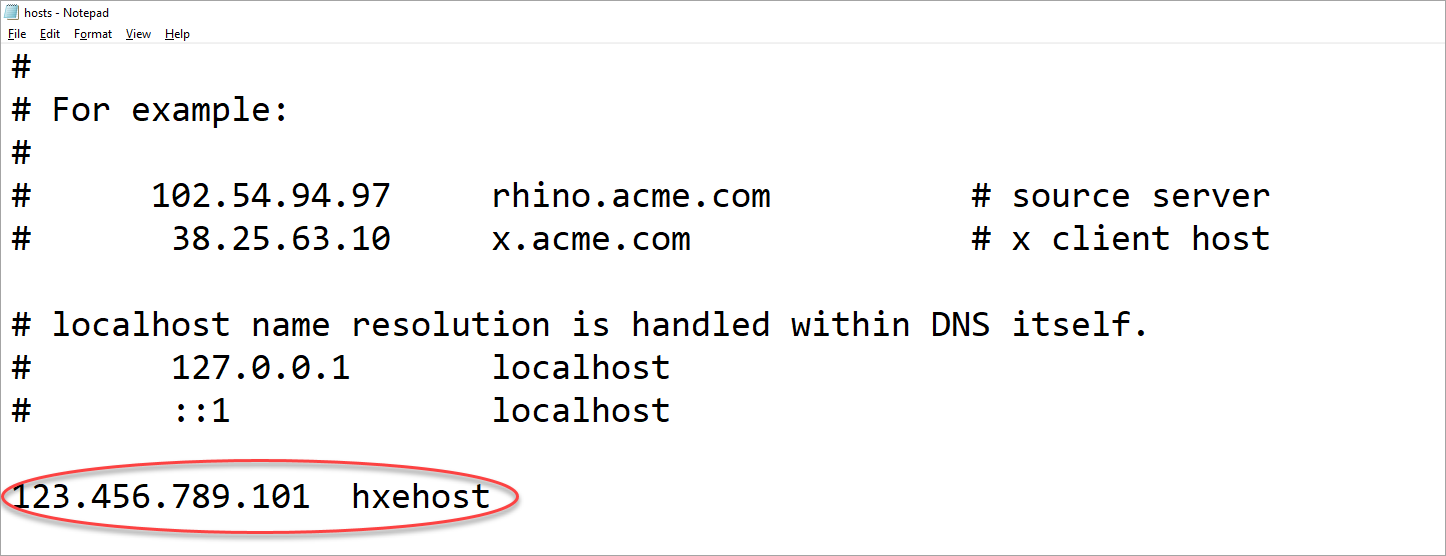 hosts - Notepad
File Edit Format View Help
#
# For example:
#
#      102.54.94.97     rhino.acme.com          # source server
#       38.25.63.10     x.acme.com              # x client host

# localhost name resolution is handled within DNS itself.
#       127.0.0.1       localhost
#       ::1             localhost

123.456.789.101  hxehost